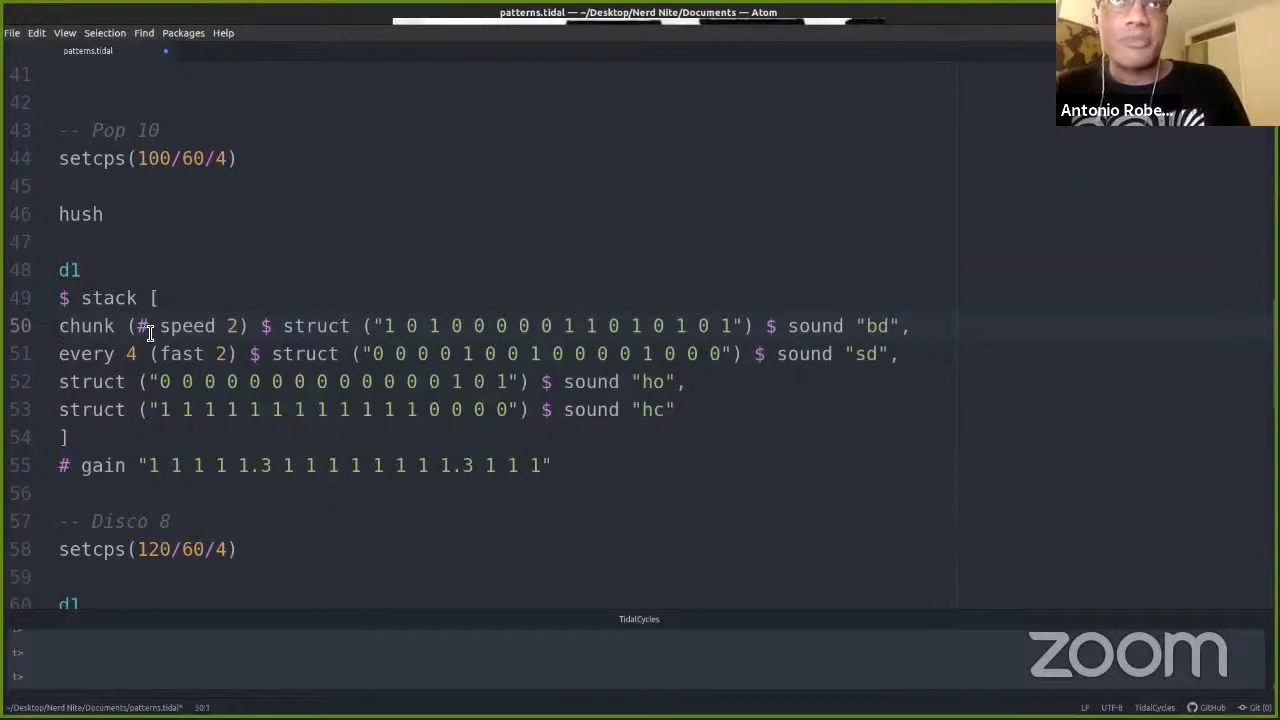 patterns.tidal — ~/Desktop/Nerd Nite/Documents — Atom
File Edit View Selection Find Packages Help
patterns.tidal
Antonio Robe...
41
42
43 -- Pop 10
44 setcps(100/60/4)
45
46 hush
47
48 d1
49 $ stack [
50 chunk (# speed 2) $ struct ("1 0 1 0 0 0 0 0 1 1 0 1 0 1 0 1") $ sound "bd",
51 every 4 (fast 2) $ struct ("0 0 0 0 1 0 0 1 0 0 0 0 1 0 0 0") $ sound "sd",
52 struct ("0 0 0 0 0 0 0 0 0 0 0 0 0 1 0 1") $ sound "ho",
53 struct ("1 1 1 1 1 1 1 1 1 1 1 1 0 0 0 0") $ sound "hc"
54 ]
55 # gain "1 1 1 1 1.3 1 1 1 1 1 1 1 1.3 1 1 1"
56
57 -- Disco 8
58 setcps(120/60/4)
59
60 d1
TidalCycles
t>
t>
zoom
~/Desktop/Nerd Nite/Documents/patterns.tidal* 50:1 LF UTF-8 TidalCycles GitHub Git (0)